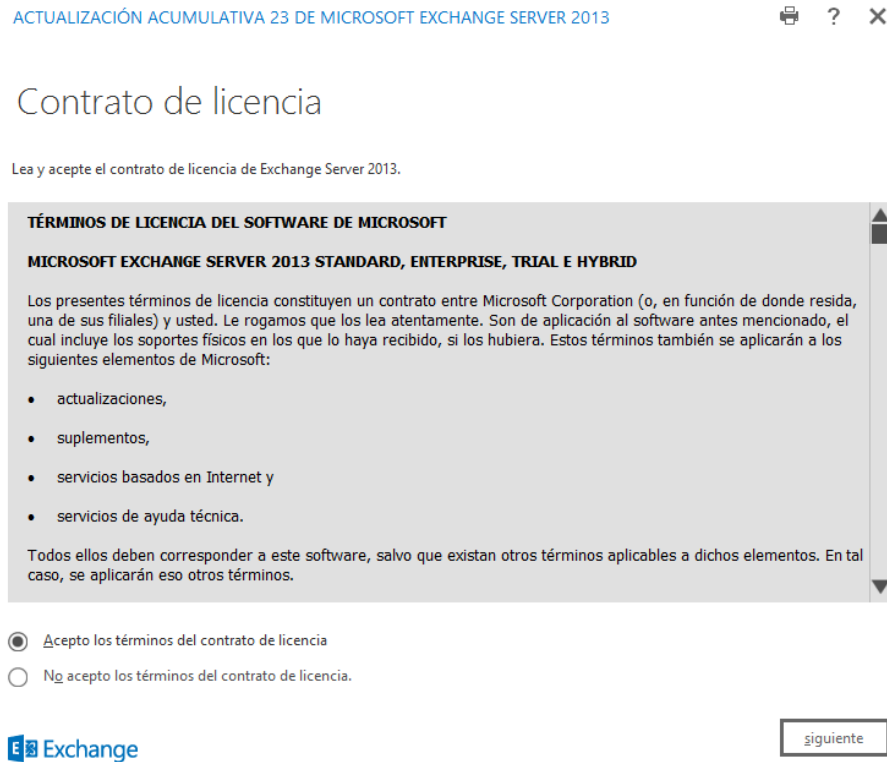 ACTUALIZACIÓN ACUMULATIVA 23 DE MICROSOFT EXCHANGE SERVER 2013
?
Contrato de licencia
Lea y acepte el contrato de licencia de Exchange Server 2013.
TÉRMINOS DE LICENCIA DEL SOFTWARE DE MICROSOFT
MICROSOFT EXCHANGE SERVER 2013 STANDARD, ENTERPRISE, TRIAL E HYBRID
Los presentes términos de licencia constituyen un contrato entre Microsoft Corporation (o, en función de donde resida,
una de sus filiales) y usted. Le rogamos que los lea atentamente. Son de aplicación al software antes mencionado, el
cual incluye los soportes físicos en los que lo haya recibido, si los hubiera. Estos términos también se aplicarán a los
siguientes elementos de Microsoft:
• actualizaciones,
• suplementos,
• servicios basados en Internet y
• servicios de ayuda técnica.
Todos ellos deben corresponder a este software, salvo que existan otros términos aplicables a dichos elementos. En tal
caso, se aplicarán eso otros términos.
Acepto los términos del contrato de licencia
No acepto los términos del contrato de licencia.
siguiente
E Exchange